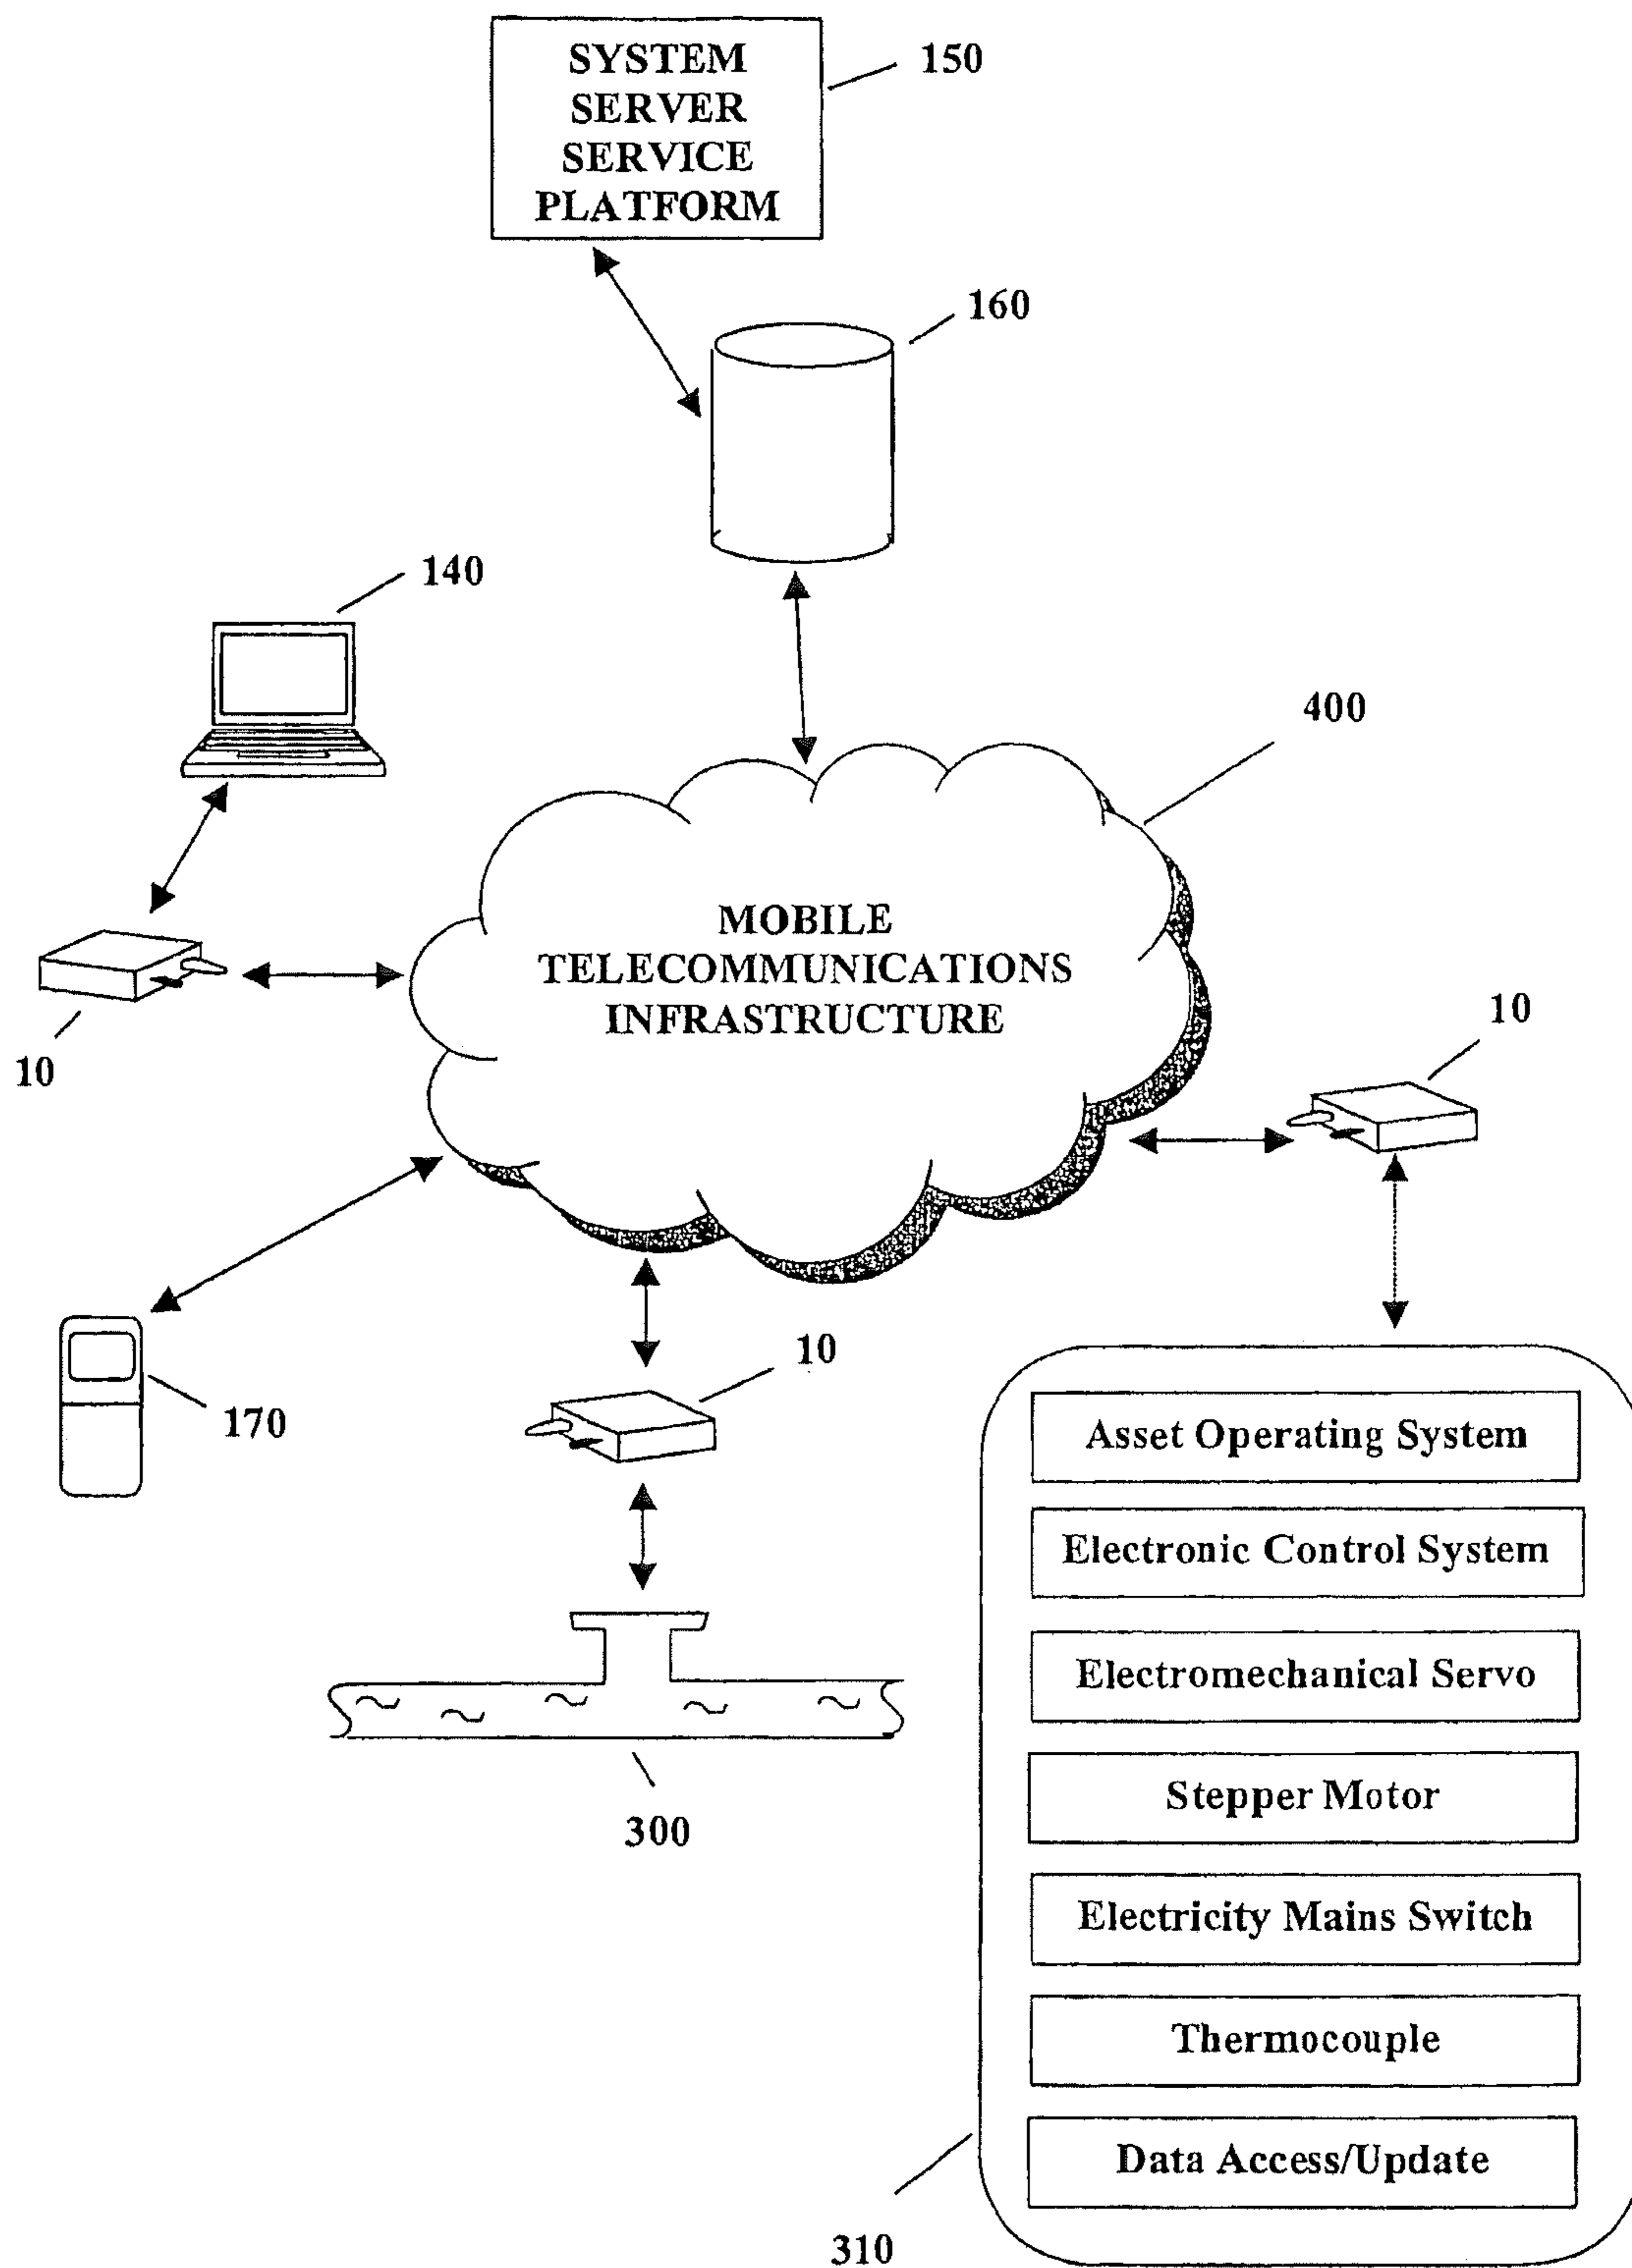 SYSTEM
SERVER
SERVICE
PLATFORM
150
160
140
400
MOBILE
TELECOMMUNICATIONS
INFRASTRUCTURE
10
10
10
170
300
Asset Operating System
Electronic Control System
Electromechanical Servo
Stepper Motor
Electricity Mains Switch
Thermocouple
Data Access/Update
310